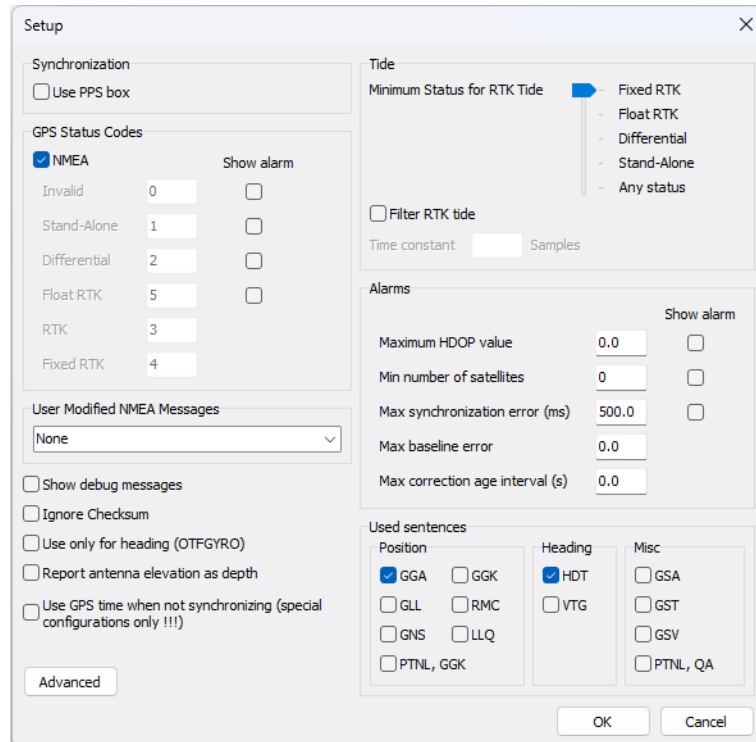 Setup
Synchronization
Use PPS box
GPS Status Codes
NMEA Show alarm
Invalid 0
Stand-Alone 1
Differential 2
Float RTK 5
RTK 3
Fixed RTK 4
User Modified NMEA Messages
None
Show debug messages
Ignore Checksum
Use only for heading (OTFGYRO)
Report antenna elevation as depth
Use GPS time when not synchronizing (special
configurations only !!!)
Advanced
Tide
Minimum Status for RTK Tide
Fixed RTK
Float RTK
Differential
Stand-Alone
Any status
Filter RTK tide
Time constant Samples
Alarms
Show alarm
Maximum HDOP value 0.0
Min number of satellites 0
Max synchronization error (ms) 500.0
Max baseline error 0.0
Max correction age interval (s) 0.0
Used sentences
Position
GGA GGK
GLL RMC
GNS LLQ
PTNL, GGK
Heading
HDT
VTG
Misc
GSA
GST
GSV
PTNL, QA
OK Cancel